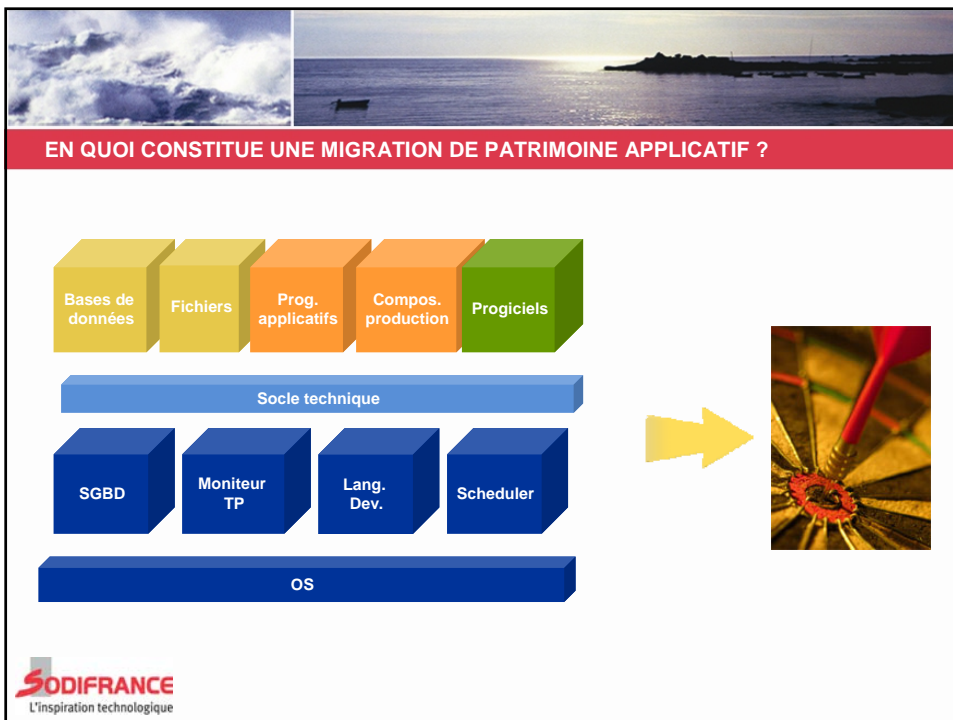 EN QUOI CONSTITUE UNE MIGRATION DE PATRIMOINE APPLICATIF ?
Bases de
données
Fichiers
Prog.
applicatifs
Compos.
production
Progiciels
Socle technique
SGBD
Moniteur
TP
Lang.
Dev.
Scheduler
OS
SODIFRANCE
L'inspiration technologique